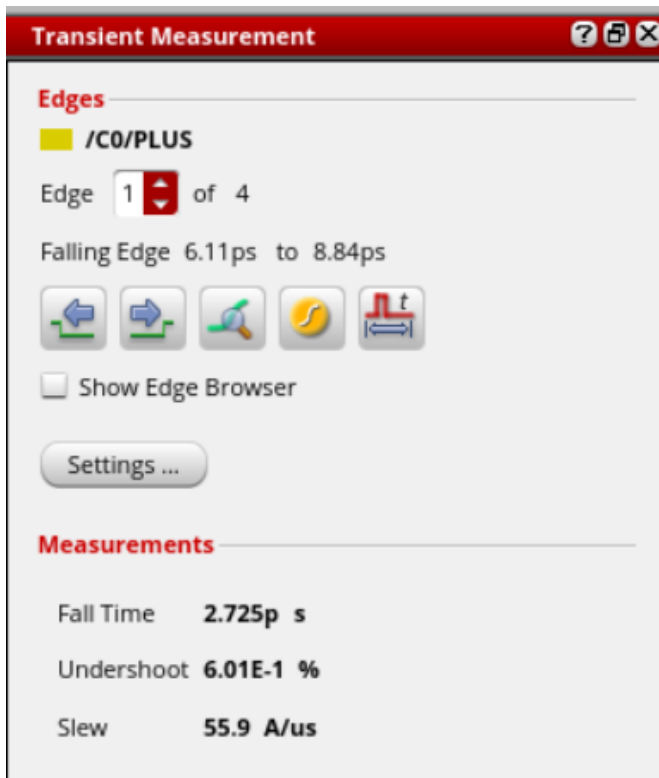 Transient Measurement
Edges
/C0/PLUS
Edge 1 of 4
Falling Edge 6.11ps to 8.84ps
t
Show Edge Browser
Settings ...
Measurements
Fall Time 2.725p s
Undershoot 6.01E-1 %
Slew 55.9 A/us